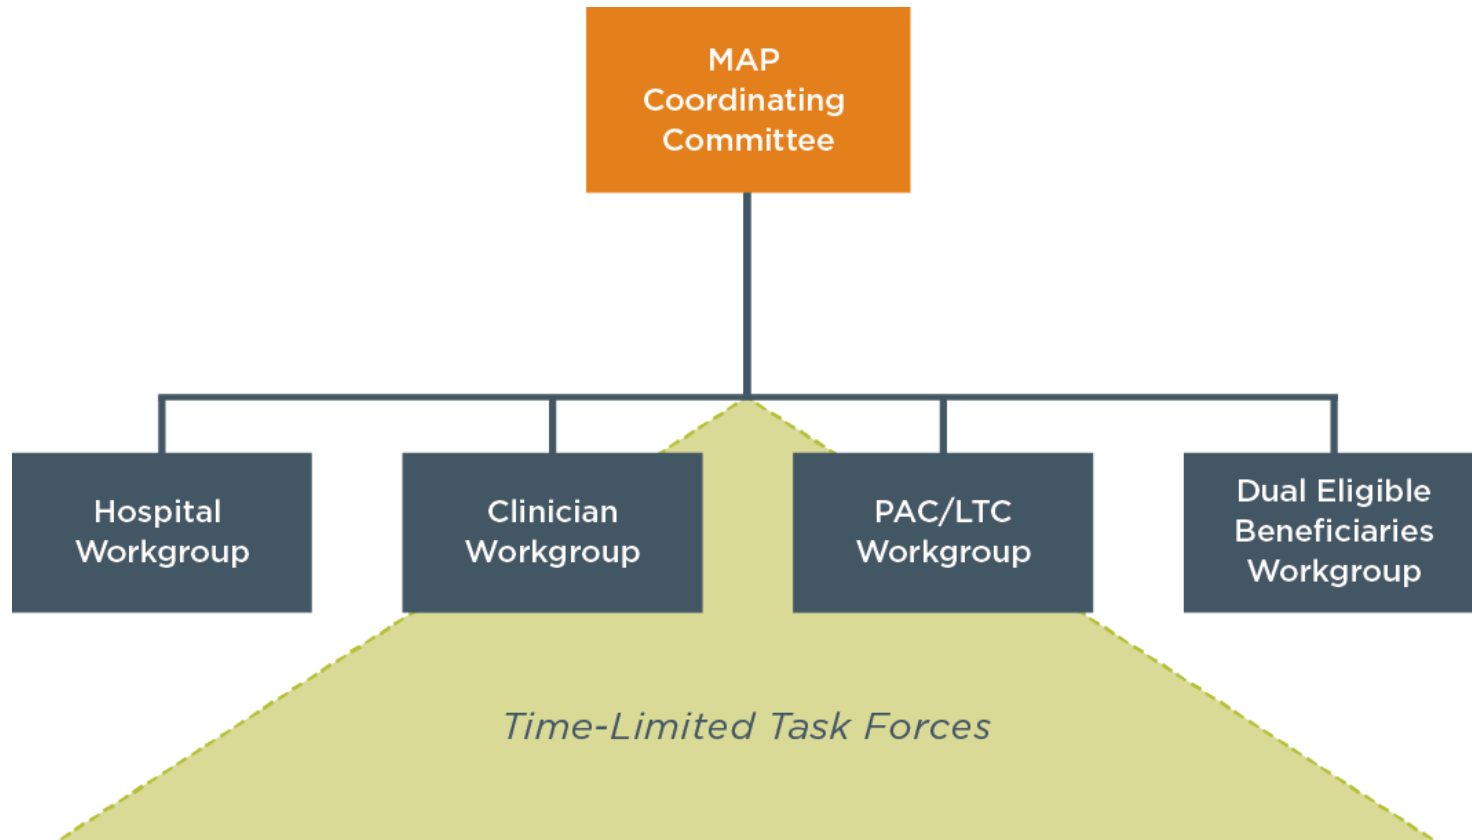 MAP
Coordinating
Committee
Hospital
Workgroup
Clinician
Workgroup
PAC/LTC
Workgroup
Dual Eligible
Beneficiaries
Workgroup
Time-Limited Task Forces